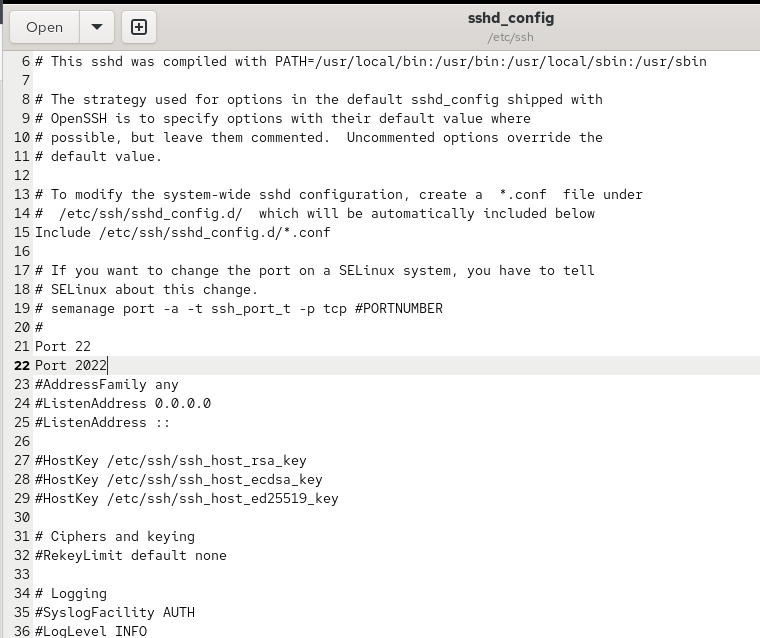 Open
sshd_config
/etc/ssh
6 # This sshd was compiled with PATH=/usr/local/bin:/usr/bin:/usr/local/sbin:/usr/sbin
7
8 # The strategy used for options in the default sshd_config shipped with
9 # OpenSSH is to specify options with their default value where
10 # possible, but leave them commented.  Uncommented options override the
11 # default value.
12
13 # To modify the system-wide sshd configuration, create a  *.conf  file under
14 #  /etc/ssh/sshd_config.d/  which will be automatically included below
15 Include /etc/ssh/sshd_config.d/*.conf
16
17 # If you want to change the port on a SELinux system, you have to tell
18 # SELinux about this change.
19 # semanage port -a -t ssh_port_t -p tcp #PORTNUMBER
20 #
21 Port 22
22 Port 2022
23 #AddressFamily any
24 #ListenAddress 0.0.0.0
25 #ListenAddress ::
26
27 #HostKey /etc/ssh/ssh_host_rsa_key
28 #HostKey /etc/ssh/ssh_host_ecdsa_key
29 #HostKey /etc/ssh/ssh_host_ed25519_key
30
31 # Ciphers and keying
32 #RekeyLimit default none
33
34 # Logging
35 #SyslogFacility AUTH
36 #LogLevel INFO